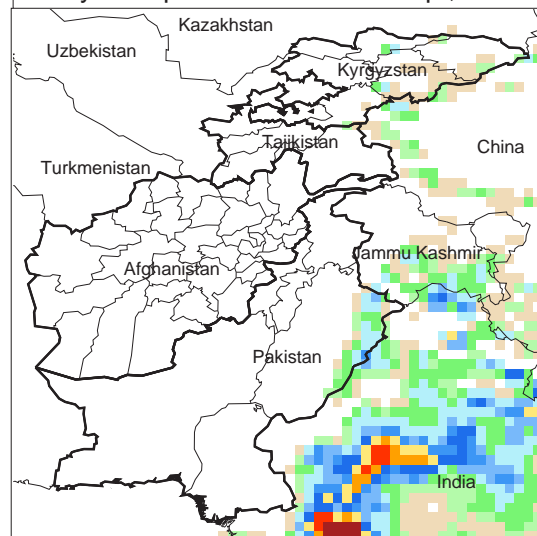 Kazakhstan
Uzbekistan
Kyrgyzstan
Tajikistan
China
Turkmenistan
Jammu Kashmir
Afghanistan
Pakistan
India